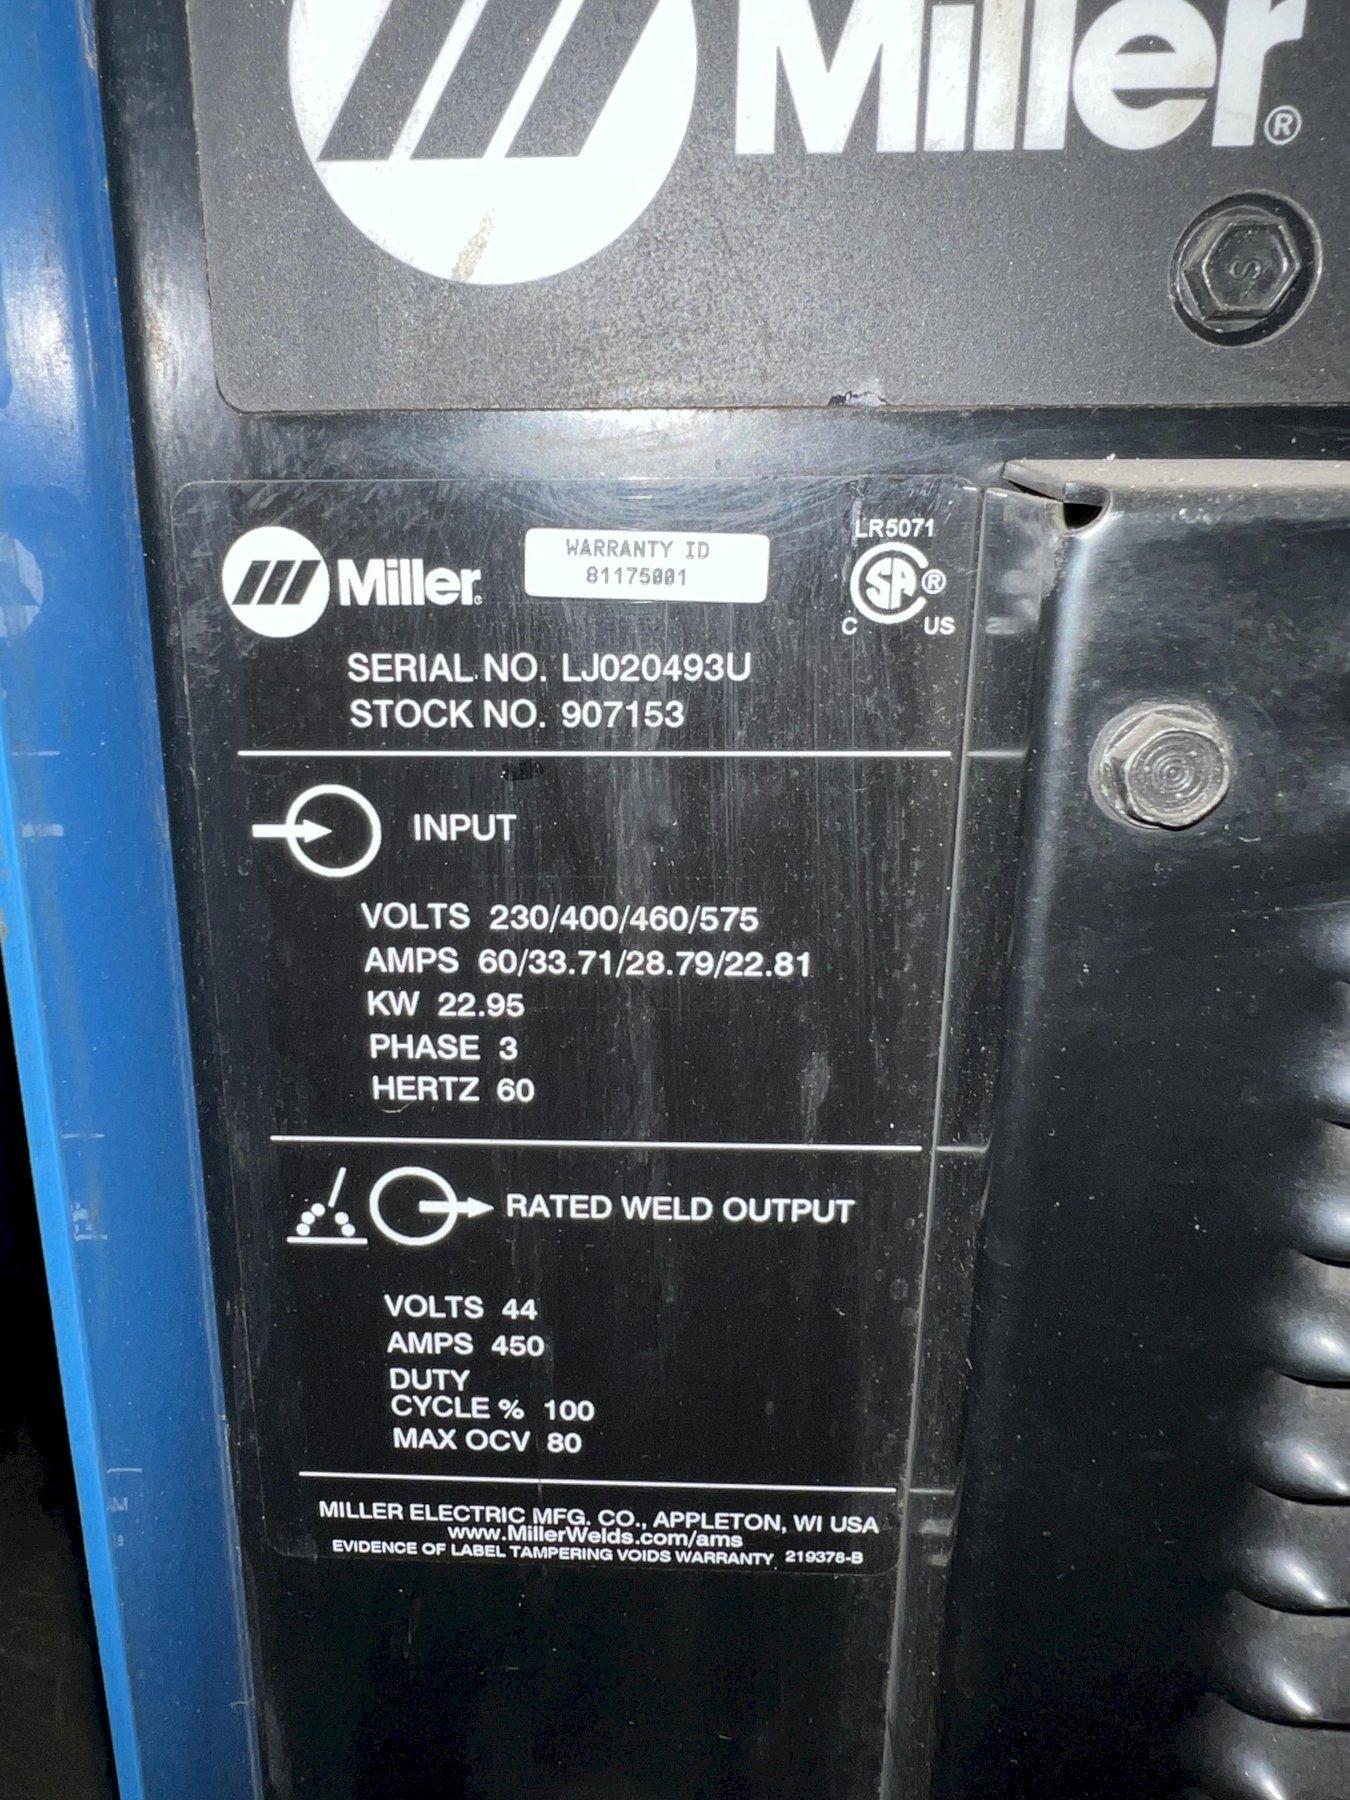 Miller®
Miller®
WARRANTY ID
81175001
LR5071
SA ®
C US
SERIAL NO. LJ020493U
STOCK NO. 907153
INPUT
VOLTS 230/400/460/575
AMPS 60/33.71/28.79/22.81
KW 22.95
PHASE 3
HERTZ 60
RATED WELD OUTPUT
VOLTS 44
AMPS 450
DUTY
CYCLE % 100
MAX OCV 80
MILLER ELECTRIC MFG. CO., APPLETON, WI USA
www.MillerWelds.com/ams
EVIDENCE OF LABEL TAMPERING VOIDS WARRANTY 219378-B